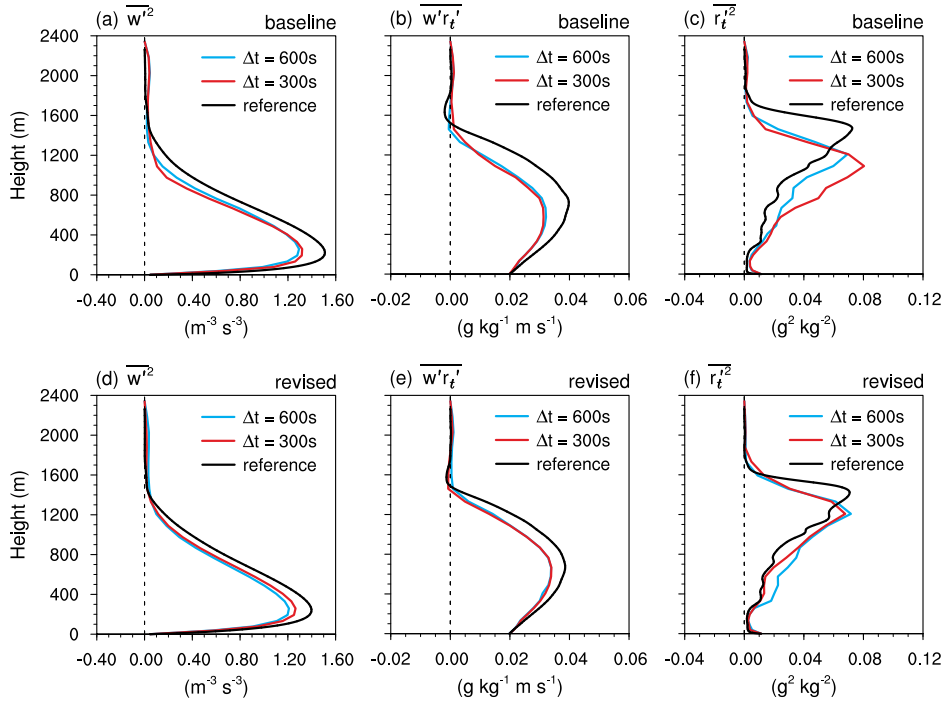 (a) w'² baseline
(b) w'rₜ' baseline
(c) rₜ'² baseline
2400
2000
1600
1200
800
400
0
Height (m)
Δt = 600s
Δt = 300s
reference
Δt = 600s
Δt = 300s
reference
Δt = 600s
Δt = 300s
reference
-0.40 0.00 0.40 0.80 1.20 1.60
(m⁻³ s⁻³)
-0.02 0.00 0.02 0.04 0.06
(g kg⁻¹ m s⁻¹)
-0.04 0.00 0.04 0.08 0.12
(g² kg⁻²)
(d) w'² revised
(e) w'rₜ' revised
(f) rₜ'² revised
2400
2000
1600
1200
800
400
0
Height (m)
Δt = 600s
Δt = 300s
reference
Δt = 600s
Δt = 300s
reference
Δt = 600s
Δt = 300s
reference
-0.40 0.00 0.40 0.80 1.20 1.60
(m⁻³ s⁻³)
-0.02 0.00 0.02 0.04 0.06
(g kg⁻¹ m s⁻¹)
-0.04 0.00 0.04 0.08 0.12
(g² kg⁻²)